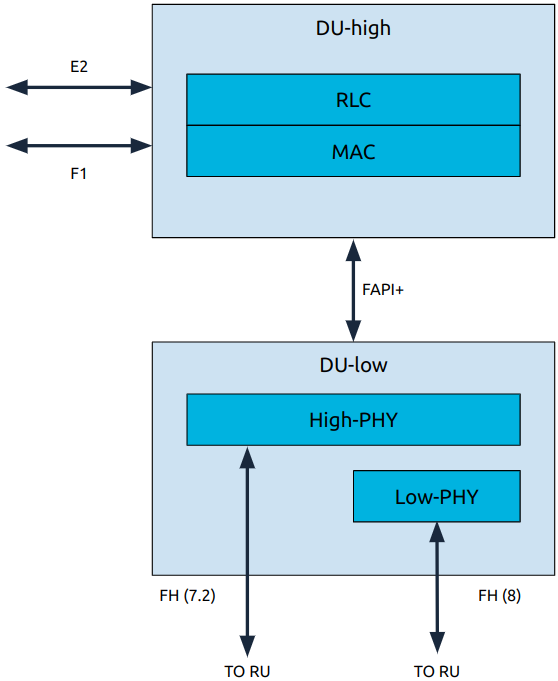 DU-high
E2
RLC
MAC
F1
FAPI+
DU-low
High-PHY
Low-PHY
FH (7.2)
FH (8)
TO RU
TO RU